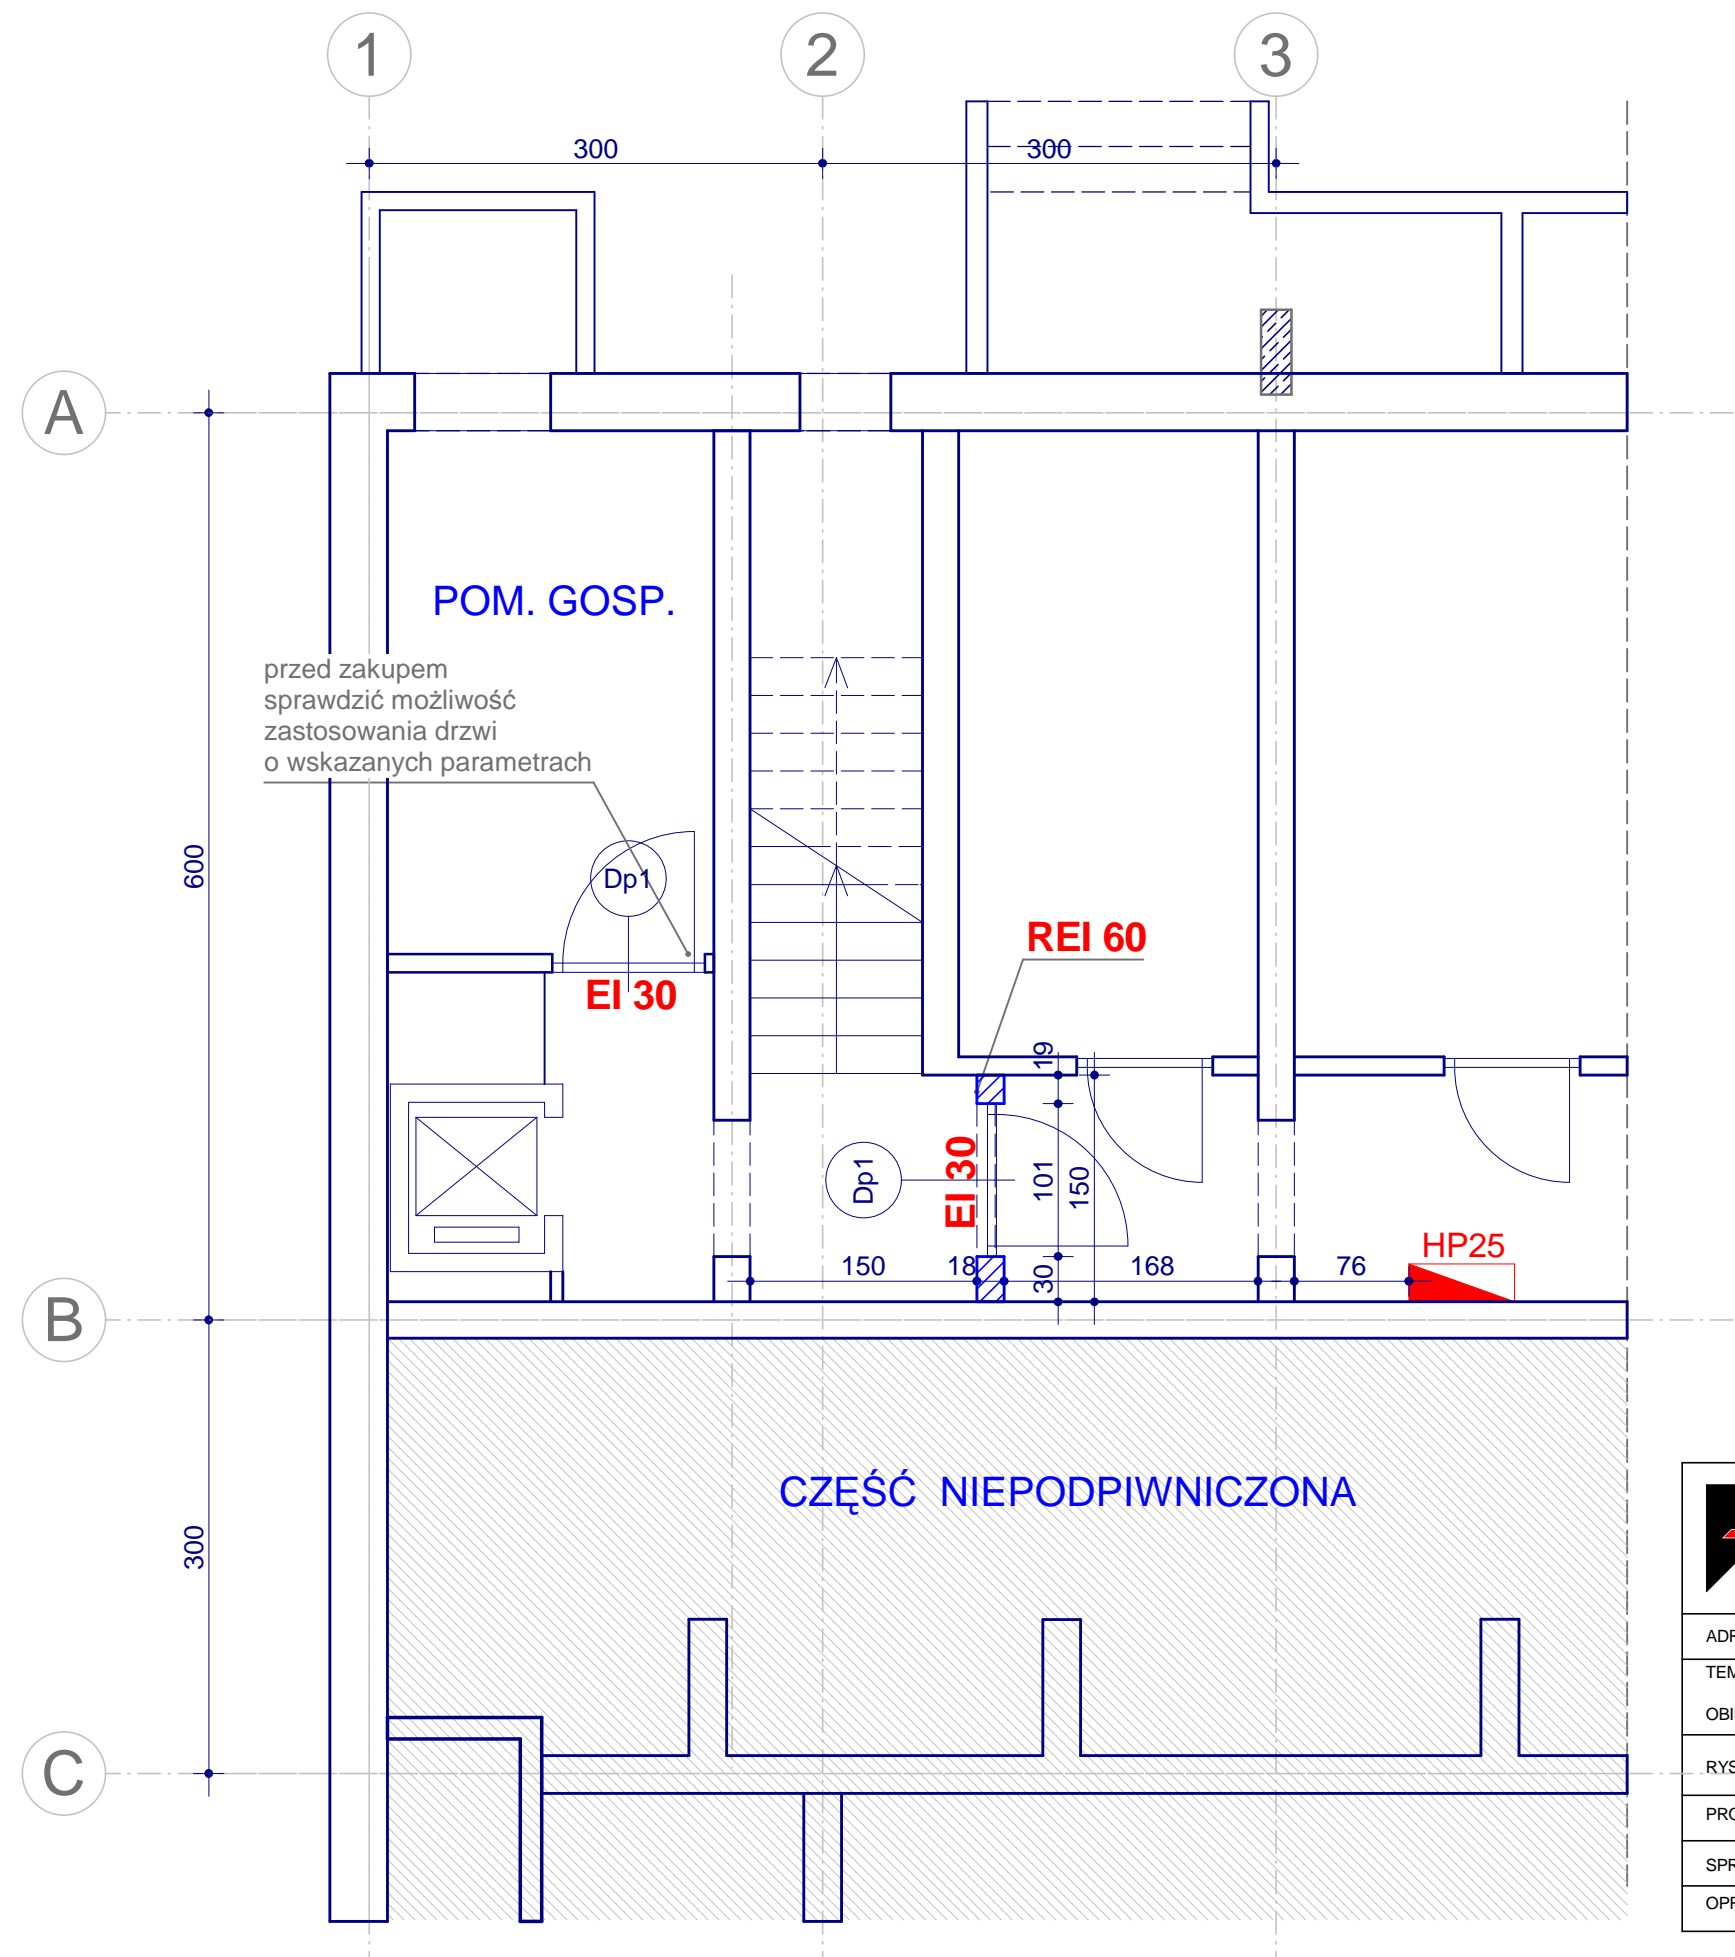 1
2
3
300
300
A
POM. GOSP.
przed zakupem
sprawdzić możliwość
zastosowania drzwi
o wskazanych parametrach
600
Dp1
REI 60
EI 30
19
Dp1
EI 30
101
150
HP25
150
18
30
168
76
B
CZĘŚĆ NIEPODPIWNICZONA
300
C